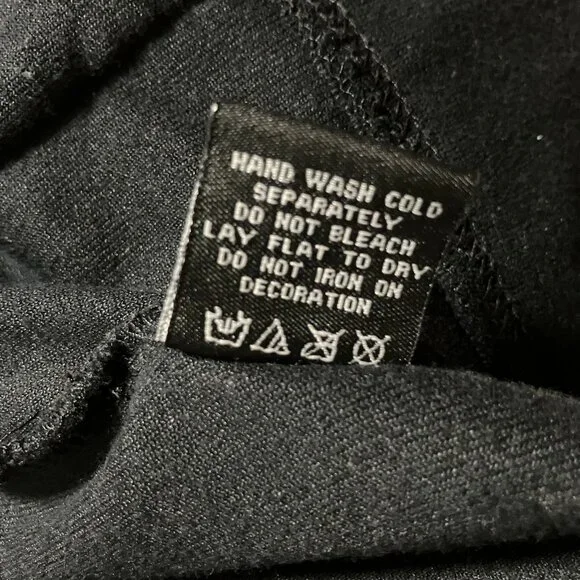 HAND WASH COLD
SEPARATELY
DO NOT BLEACH
LAY FLAT TO DRY
DO NOT IRON ON
DECORATION